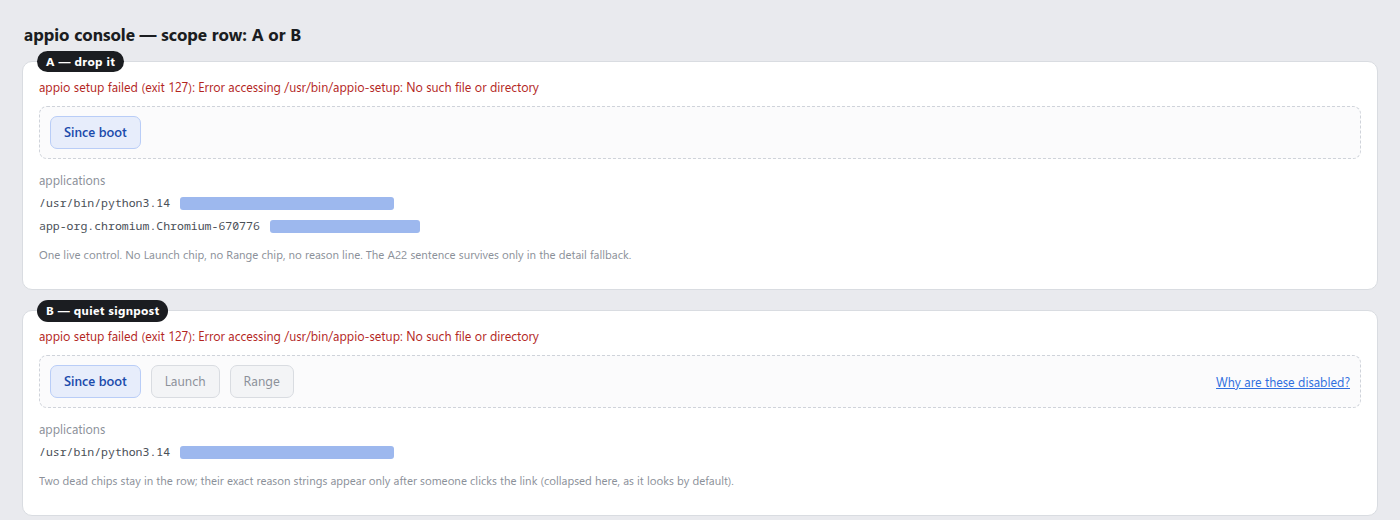 appio console — scope row: A or B
A — drop it
appio setup failed (exit 127): Error accessing /usr/bin/appio-setup: No such file or directory
Since boot
applications
/usr/bin/python3.14
app-org.chromium.Chromium-670776
One live control. No Launch chip, no Range chip, no reason line. The A22 sentence survives only in the detail fallback.
B — quiet signpost
appio setup failed (exit 127): Error accessing /usr/bin/appio-setup: No such file or directory
Since boot Launch Range Why are these disabled?
applications
/usr/bin/python3.14
Two dead chips stay in the row; their exact reason strings appear only after someone clicks the link (collapsed here, as it looks by default).